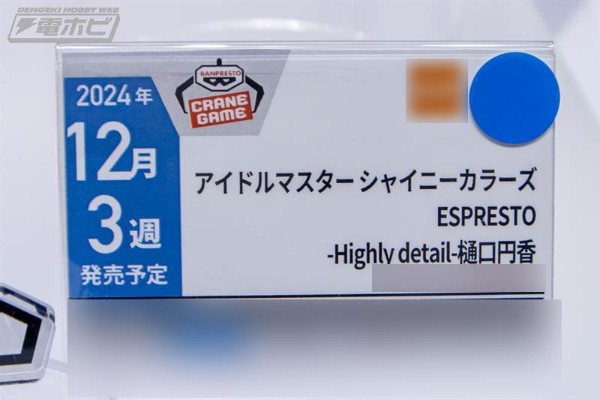 DENGEKI HOBBY WEB
電ホビ
2024年
12月
3週
発売予定
BANPRESTO
CRANE
GAME
アイドルマスター シャイニーカラーズ
ESPRESTO
-Highly detail-樋口円香